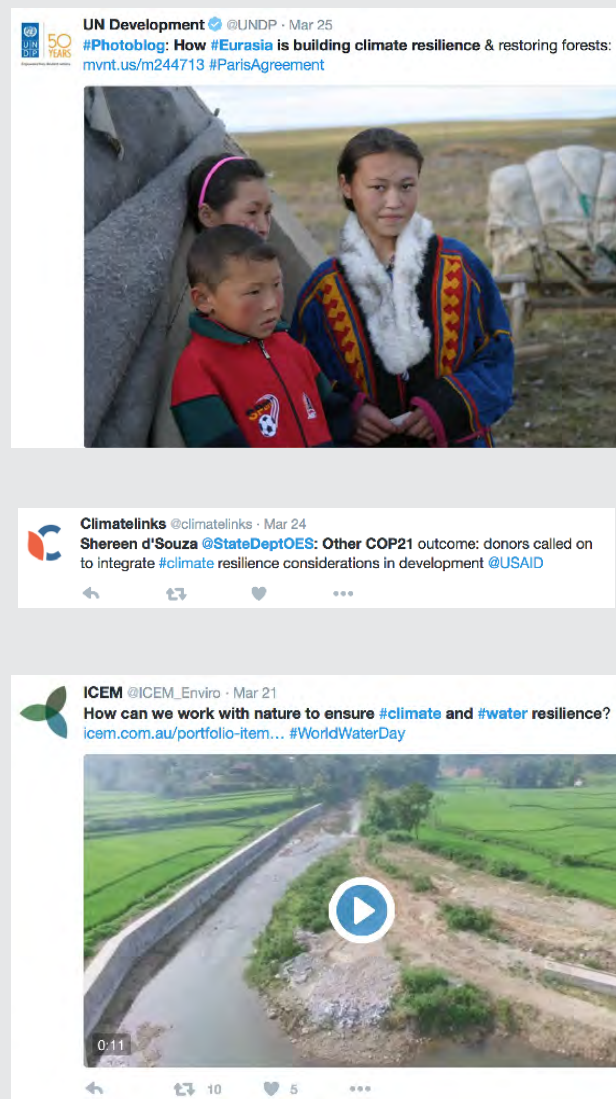 UN Development @UNDP · Mar 25
#Photoblog: How #Eurasia is building climate resilience & restoring forests:
mvnt.us/m244713 #ParisAgreement
UN
DP
50
YEARS
Climatelinks @climatelinks · Mar 24
Shereen d'Souza @StateDeptOES: Other COP21 outcome: donors called on
to integrate #climate resilience considerations in development @USAID
ICEM @ICEM_Enviro · Mar 21
How can we work with nature to ensure #climate and #water resilience?
icem.com.au/portfolio-item… #WorldWaterDay
0:11
10
5